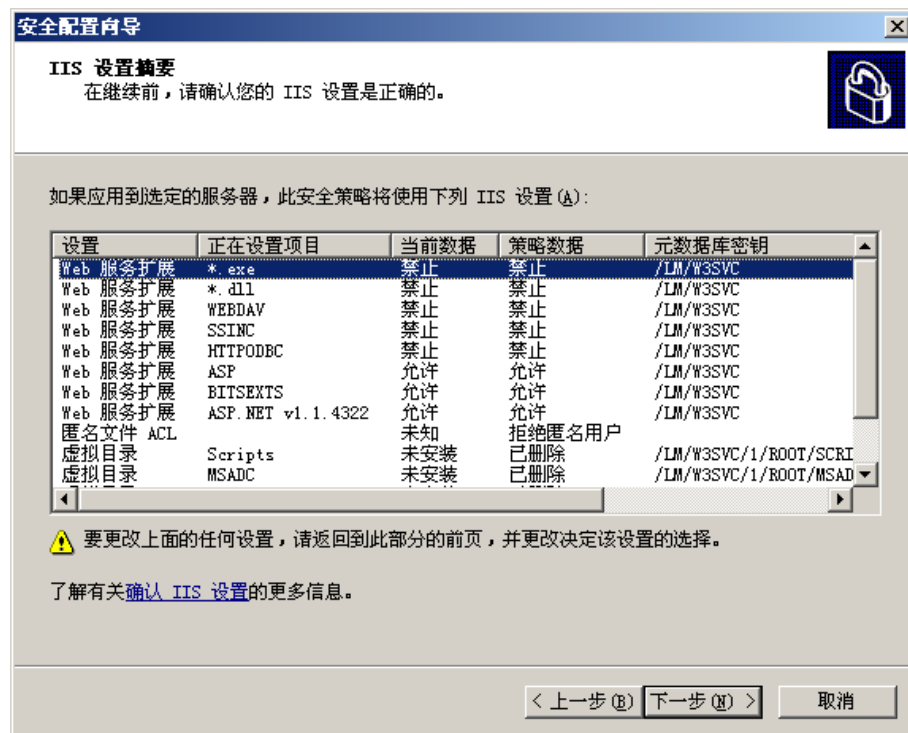 安全配置向导
IIS 设置摘要
在继续前，请确认您的 IIS 设置是正确的。
如果应用到选定的服务器，此安全策略将使用下列 IIS 设置(A):
设置 正在设置项目 当前数据 策略数据 元数据库密钥
Web 服务扩展 *.exe 禁止 禁止 /LM/W3SVC
Web 服务扩展 *.dll 禁止 禁止 /LM/W3SVC
Web 服务扩展 WEBDAV 禁止 禁止 /LM/W3SVC
Web 服务扩展 SSINC 禁止 禁止 /LM/W3SVC
Web 服务扩展 HTTPODBC 禁止 禁止 /LM/W3SVC
Web 服务扩展 ASP 允许 允许 /LM/W3SVC
Web 服务扩展 BITSEXTS 允许 允许 /LM/W3SVC
Web 服务扩展 ASP.NET v1.1.4322 允许 允许 /LM/W3SVC
匿名文件 ACL 未知 拒绝匿名用户
虚拟目录 Scripts 未安装 已删除 /LM/W3SVC/1/ROOT/SCRI
虚拟目录 MSADC 未安装 已删除 /LM/W3SVC/1/ROOT/MSAD
要更改上面的任何设置，请返回到此部分的前页，并更改决定该设置的选择。
了解有关确认 IIS 设置的更多信息。
< 上一步(B) 下一步(N) > 取消